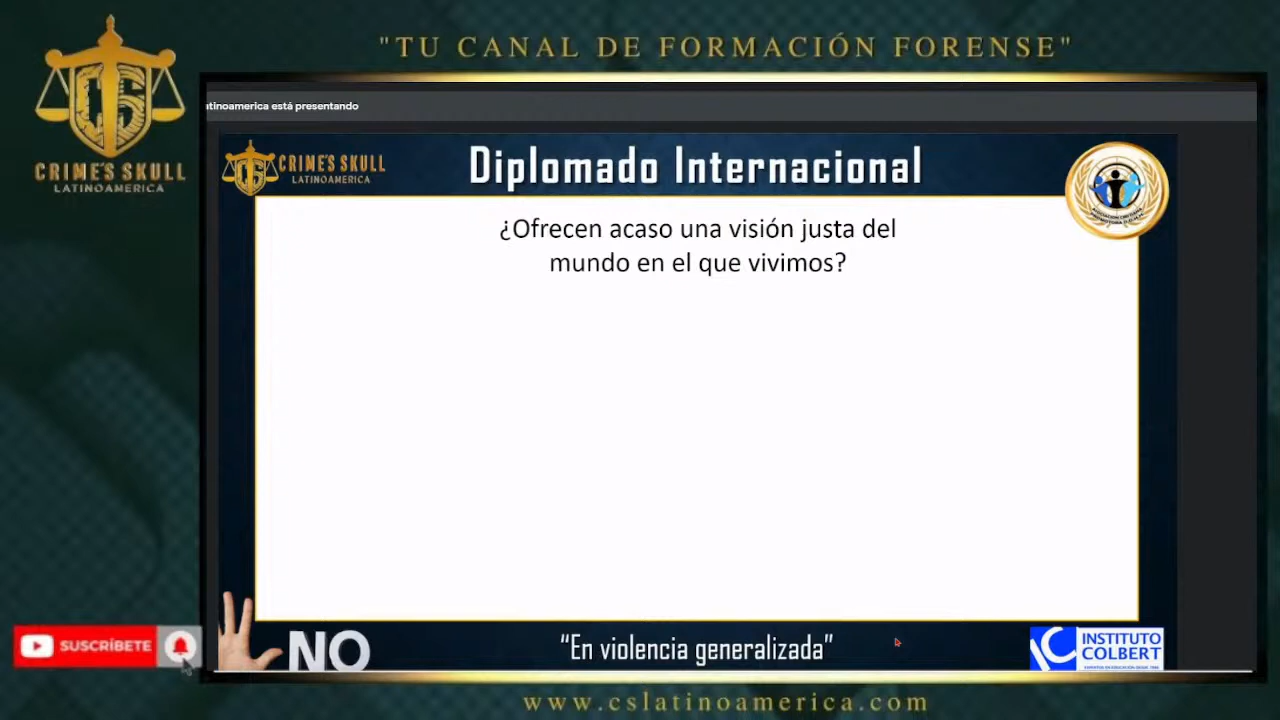 "TU CANAL DE FORMACIÓN FORENSE"
CS
CRIME'S SKULL
LATINOAMERICA
atinoamerica está presentando
CRIME'S SKULL
LATINOAMERICA
Diplomado Internacional
¿Ofrecen acaso una visión justa del
mundo en el que vivimos?
SUSCRÍBETE
NO
"En violencia generalizada"
INSTITUTO
COLBERT
www.cslatinoamerica.com